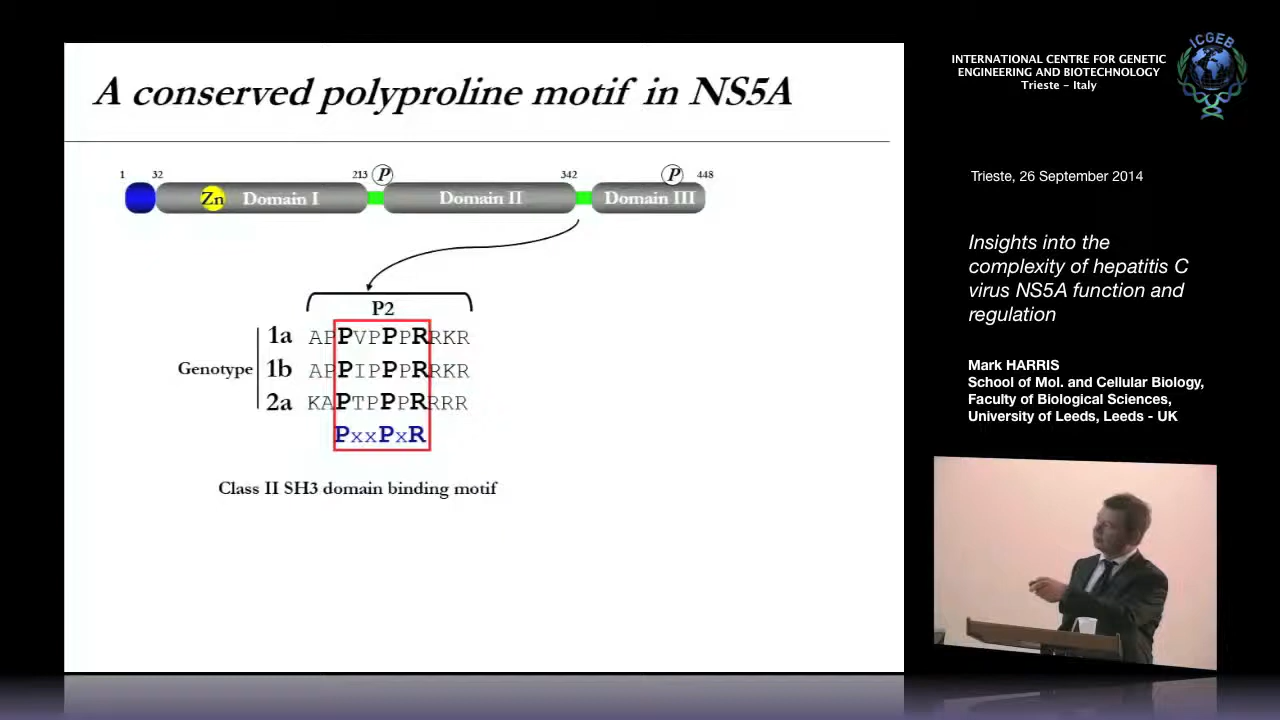 A conserved polyproline motif in NS5A
1 32 213 P 342 P 448
Zn Domain I Domain II Domain III
P2
Genotype
1a APPVPPPRRKR
1b APPIPPPRRKR
2a KAPTPPPRRRR
PxxPxR
Class II SH3 domain binding motif
INTERNATIONAL CENTRE FOR GENETIC
ENGINEERING AND BIOTECHNOLOGY
Trieste - Italy
ICGEB
Trieste, 26 September 2014
Insights into the
complexity of hepatitis C
virus NS5A function and
regulation
Mark HARRIS
School of Mol. and Cellular Biology,
Faculty of Biological Sciences,
University of Leeds, Leeds - UK